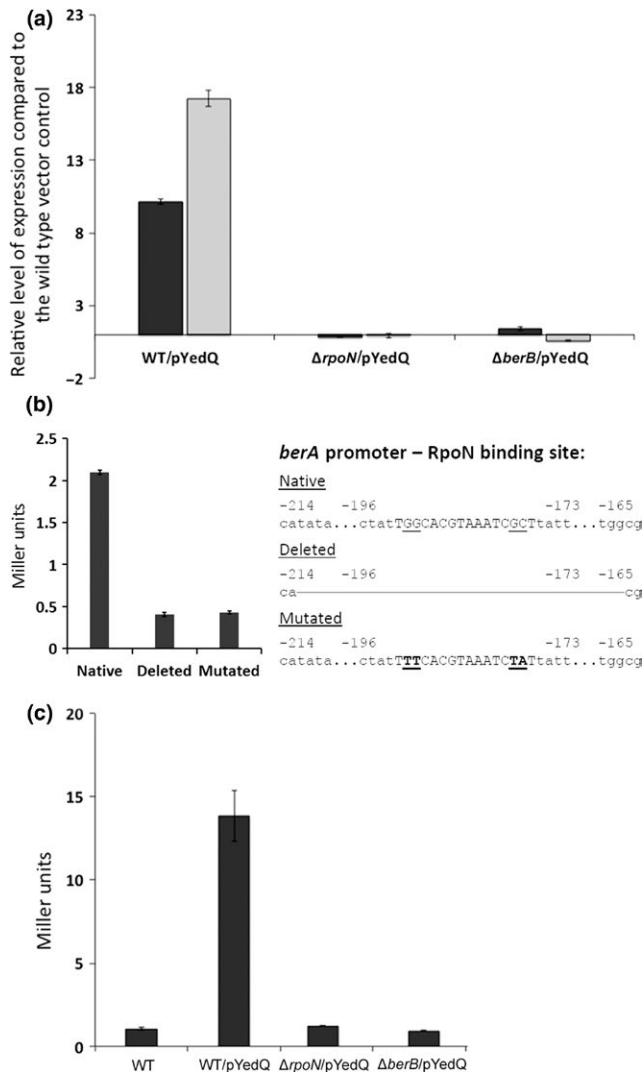 (a)
Relative level of expression compared to
the wild type vector control
23
18
13
8
3
−2
WT/pYedQ
ΔrpoN/pYedQ
ΔberB/pYedQ
(b)
Miller units
2.5
2
1.5
1
0.5
0
Native
Deleted
Mutated
berA promoter – RpoN binding site:
Native
-214 -196 -173 -165
catata...ctatTGGCACGTAAATCGCTtatt...tggcg
Deleted
-214 -196 -173 -165
ca cg
Mutated
-214 -196 -173 -165
catata...ctatTTTCACGTAAATCTATtatt...tggcg
(c)
Miller units
20
15
10
5
0
WT
WT/pYedQ
ΔrpoN/pYedQ
ΔberB/pYedQ